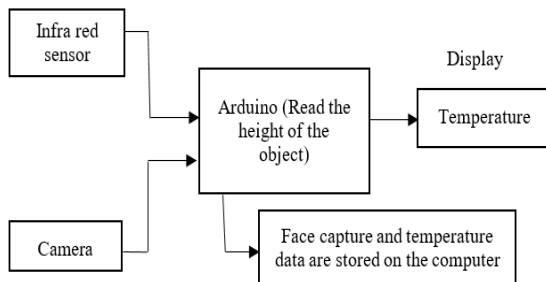 Infra red
sensor
Display
Arduino (Read the
height of the
object)
Temperature
Camera
Face capture and temperature
data are stored on the computer